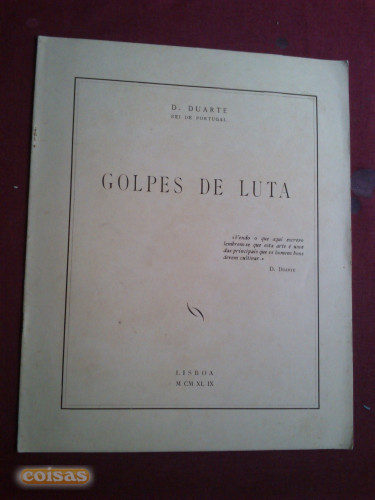 D. DUARTE
REI DE PORTUGAL
GOLPES DE LUTA
«Vendo o que aqui escrevo
lembrem-se que esta arte é uma
das principais que os homens bons
devem cultivar.»
D. Duarte
LISBOA
M CM XL IX
coisas